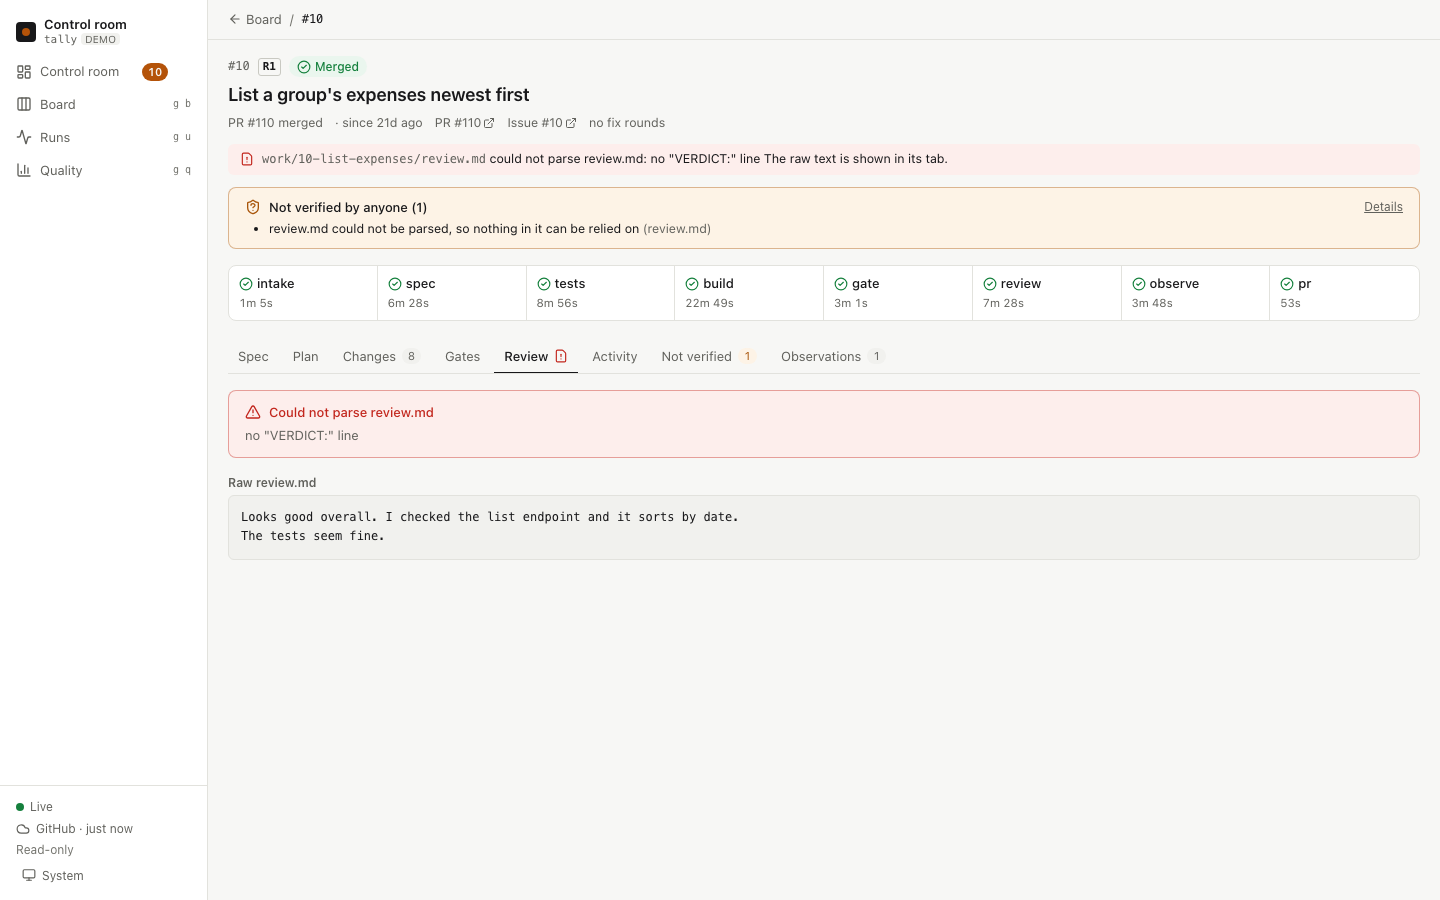 Control room
tally DEMO
Control room 10
Board g b
Runs g u
Quality g q
Live
GitHub · just now
Read-only
System
Board / #10
#10 R1 Merged
List a group's expenses newest first
PR #110 merged · since 21d ago PR #110 Issue #10 no fix rounds
work/10-list-expenses/review.md could not parse review.md: no "VERDICT:" line The raw text is shown in its tab.
Not verified by anyone (1) Details
• review.md could not be parsed, so nothing in it can be relied on (review.md)
intake spec tests build gate review observe pr
1m 5s 6m 28s 8m 56s 22m 49s 3m 1s 7m 28s 3m 48s 53s
Spec Plan Changes 8 Gates Review Activity Not verified 1 Observations 1
Could not parse review.md
no "VERDICT:" line
Raw review.md
Looks good overall. I checked the list endpoint and it sorts by date.
The tests seem fine.